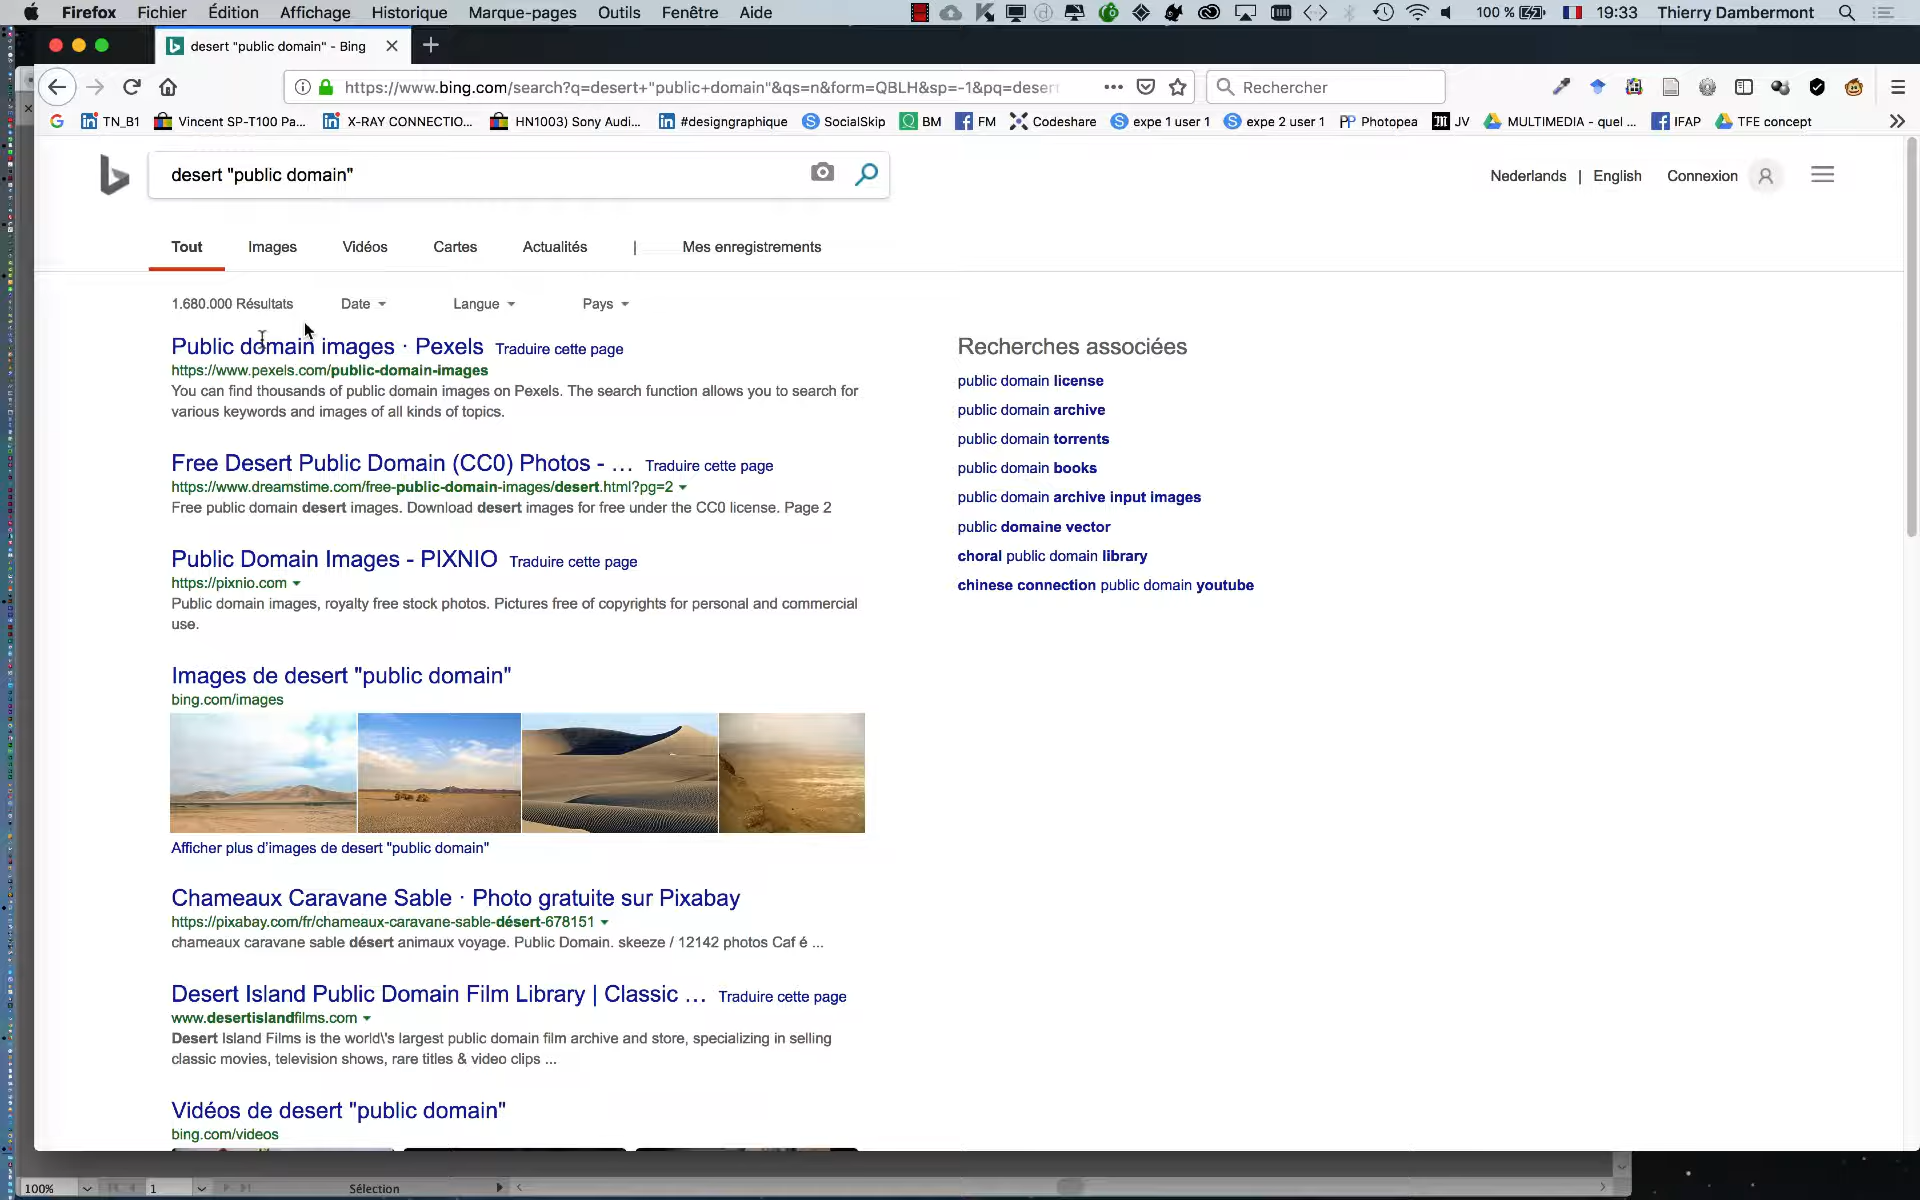 Firefox Fichier Édition Affichage Historique Marque-pages Outils Fenêtre Aide 100 % 19:33 Thierry Dambermont
desert "public domain" - Bing
https://www.bing.com/search?q=desert+"public+domain"&qs=n&form=QBLH&sp=-1&pq=desert Rechercher
TN_B1 Vincent SP-T100 Pa... X-RAY CONNECTIO... HN1003) Sony Audi... #designgraphique SocialSkip BM FM Codeshare expe 1 user 1 expe 2 user 1 Photopea JV MULTIMEDIA - quel ... IFAP TFE concept
desert "public domain"
Nederlands | English Connexion
Tout Images Vidéos Cartes Actualités | Mes enregistrements
1.680.000 Résultats Date Langue Pays
Public domain images · Pexels Traduire cette page
https://www.pexels.com/public-domain-images
You can find thousands of public domain images on Pexels. The search function allows you to search for
various keywords and images of all kinds of topics.
Free Desert Public Domain (CC0) Photos - ... Traduire cette page
https://www.dreamstime.com/free-public-domain-images/desert.html?pg=2
Free public domain desert images. Download desert images for free under the CC0 license. Page 2
Public Domain Images - PIXNIO Traduire cette page
https://pixnio.com
Public domain images, royalty free stock photos. Pictures free of copyrights for personal and commercial
use.
Images de desert "public domain"
bing.com/images
Afficher plus d'images de desert "public domain"
Chameaux Caravane Sable · Photo gratuite sur Pixabay
https://pixabay.com/fr/chameaux-caravane-sable-désert-678151
chameaux caravane sable désert animaux voyage. Public Domain. skeeze / 12142 photos Caf é ...
Desert Island Public Domain Film Library | Classic ... Traduire cette page
www.desertislandfilms.com
Desert Island Films is the world\'s largest public domain film archive and store, specializing in selling
classic movies, television shows, rare titles & video clips ...
Vidéos de desert "public domain"
bing.com/videos
Recherches associées
public domain license
public domain archive
public domain torrents
public domain books
public domain archive input images
public domaine vector
choral public domain library
chinese connection public domain youtube
100% 1 Sélection